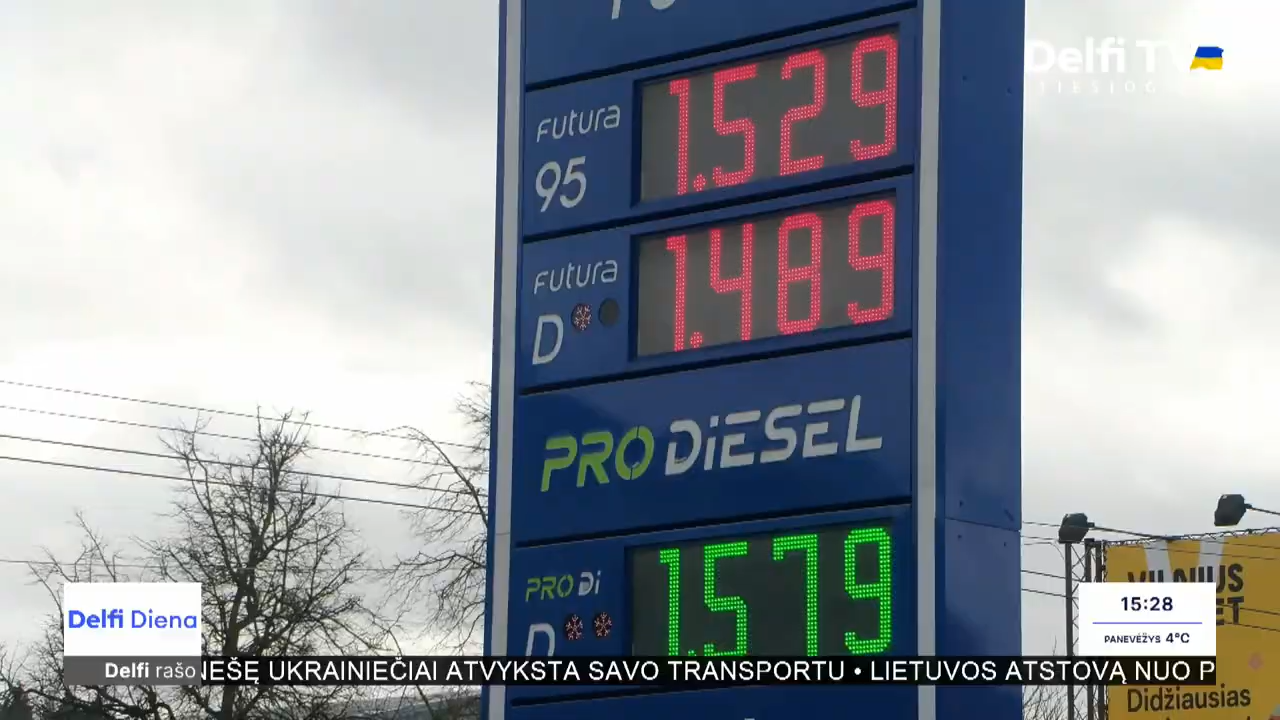 Delfi TV
TIESIOG
Futura
95
1.529
Futura
D
1.489
PRO DiESEL
PRO Di
D
1.579
VILNIUS
Didžiausias
Delfi Diena
15:28
PANEVĖŽYS 4°C
Delfi rašo
NEŠĘ UKRAINIEČIAI ATVYKSTA SAVO TRANSPORTU • LIETUVOS ATSTOVĄ NUO P